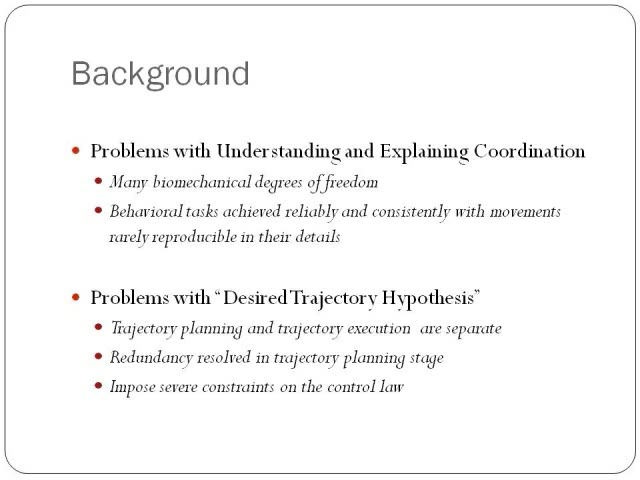 Background
• Problems with Understanding and Explaining Coordination
• Many biomechanical degrees of freedom
• Behavioral tasks achieved reliably and consistently with movements
rarely reproducible in their details
• Problems with “Desired Trajectory Hypothesis”
• Trajectory planning and trajectory execution are separate
• Redundancy resolved in trajectory planning stage
• Impose severe constraints on the control law